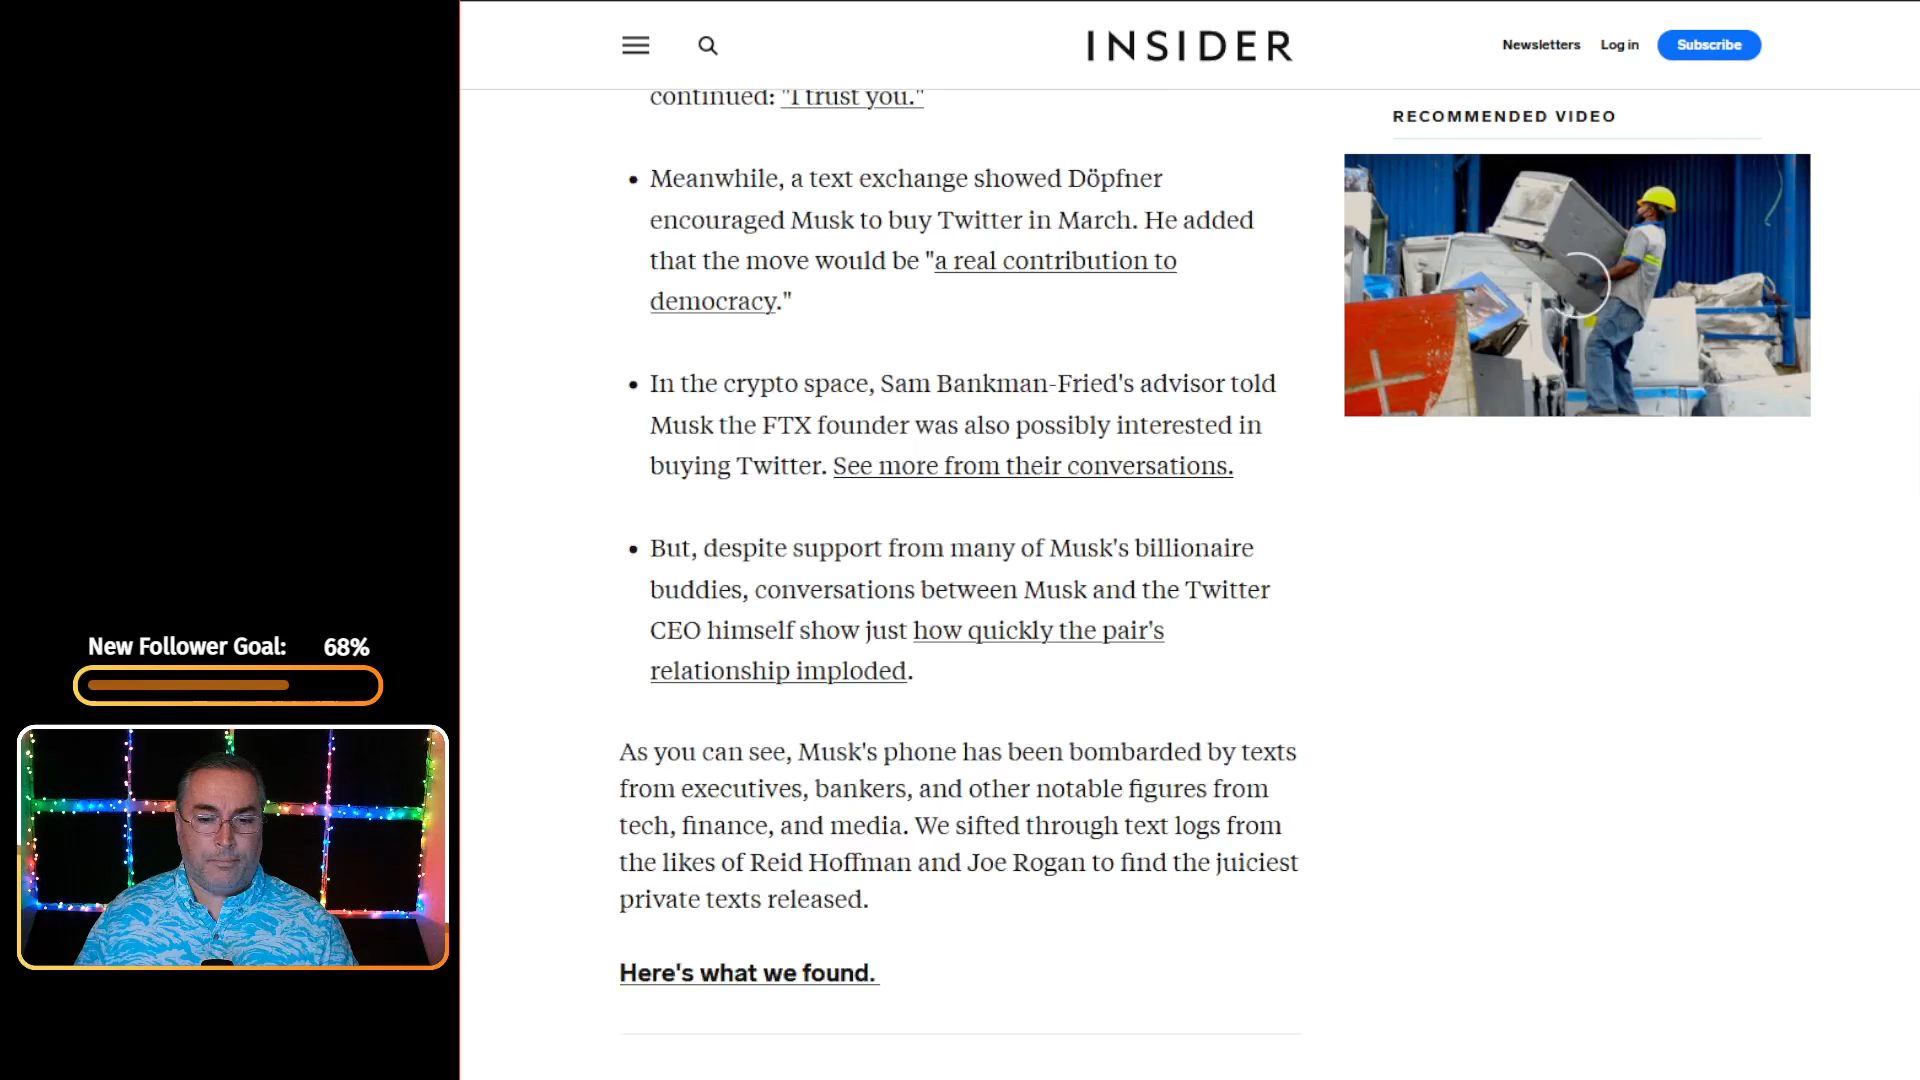 INSIDER
Newsletters
Log in
Subscribe
continued: "I trust you."
• Meanwhile, a text exchange showed Döpfner
encouraged Musk to buy Twitter in March. He added
that the move would be "a real contribution to
democracy."
• In the crypto space, Sam Bankman-Fried's advisor told
Musk the FTX founder was also possibly interested in
buying Twitter. See more from their conversations.
• But, despite support from many of Musk's billionaire
buddies, conversations between Musk and the Twitter
CEO himself show just how quickly the pair's
relationship imploded.
As you can see, Musk's phone has been bombarded by texts
from executives, bankers, and other notable figures from
tech, finance, and media. We sifted through text logs from
the likes of Reid Hoffman and Joe Rogan to find the juiciest
private texts released.
Here's what we found.
RECOMMENDED VIDEO
New Follower Goal: 68%